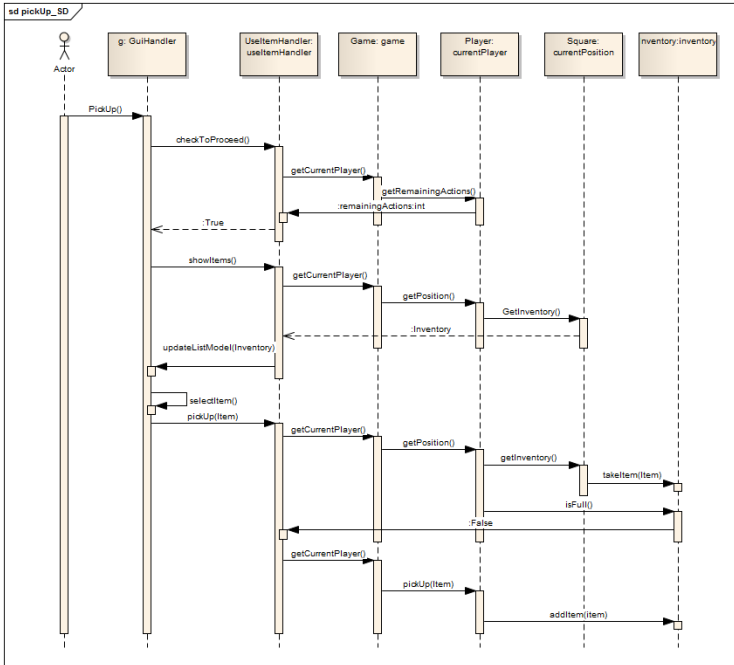 sd pickUp_SD
Actor
g: GuiHandler
UseItemHandler:
useItemHandler
Game: game
Player:
currentPlayer
Square:
currentPosition
nventory:inventory
PickUp()
checkToProceed()
getCurrentPlayer()
getRemainingActions()
:remainingActions:int
:True
showItems()
getCurrentPlayer()
getPosition()
GetInventory()
:Inventory
updateListModel(Inventory)
selectItem()
pickUp(Item)
getCurrentPlayer()
getPosition()
getInventory()
takeItem(Item)
isFull()
:False
getCurrentPlayer()
pickUp(Item)
addItem(item)